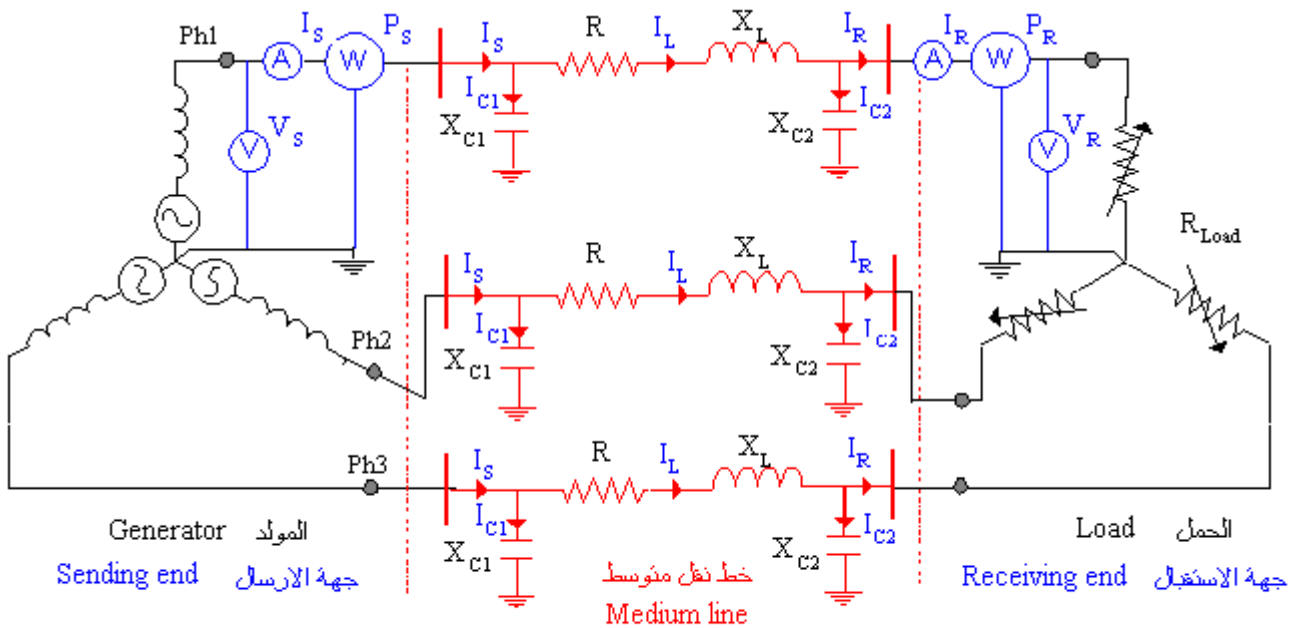 Ph1 I_S P_S I_S R I_L X_L I_R I_R P_R
A W A W
I_C1 I_C2
X_C1 X_C2
V_S V_R
V V
R_Load
I_S R I_L X_L I_R
I_C1 I_C2
Ph2 X_C1 X_C2
Ph3 I_S R I_L X_L I_R
I_C1 I_C2
X_C1 X_C2
Generator المولد
Sending end جهة الارسال
خط نقل متوسط
Medium line
Load الحمل
Receiving end جهة الاستقبال